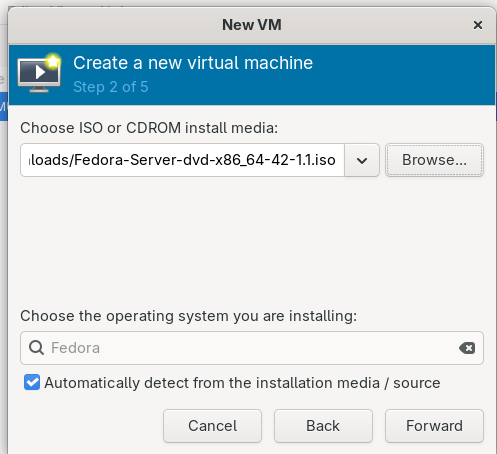 New VM
Create a new virtual machine
Step 2 of 5
Choose ISO or CDROM install media:
loads/Fedora-Server-dvd-x86_64-42-1.1.iso
Browse...
Choose the operating system you are installing:
Fedora
Automatically detect from the installation media / source
Cancel
Back
Forward